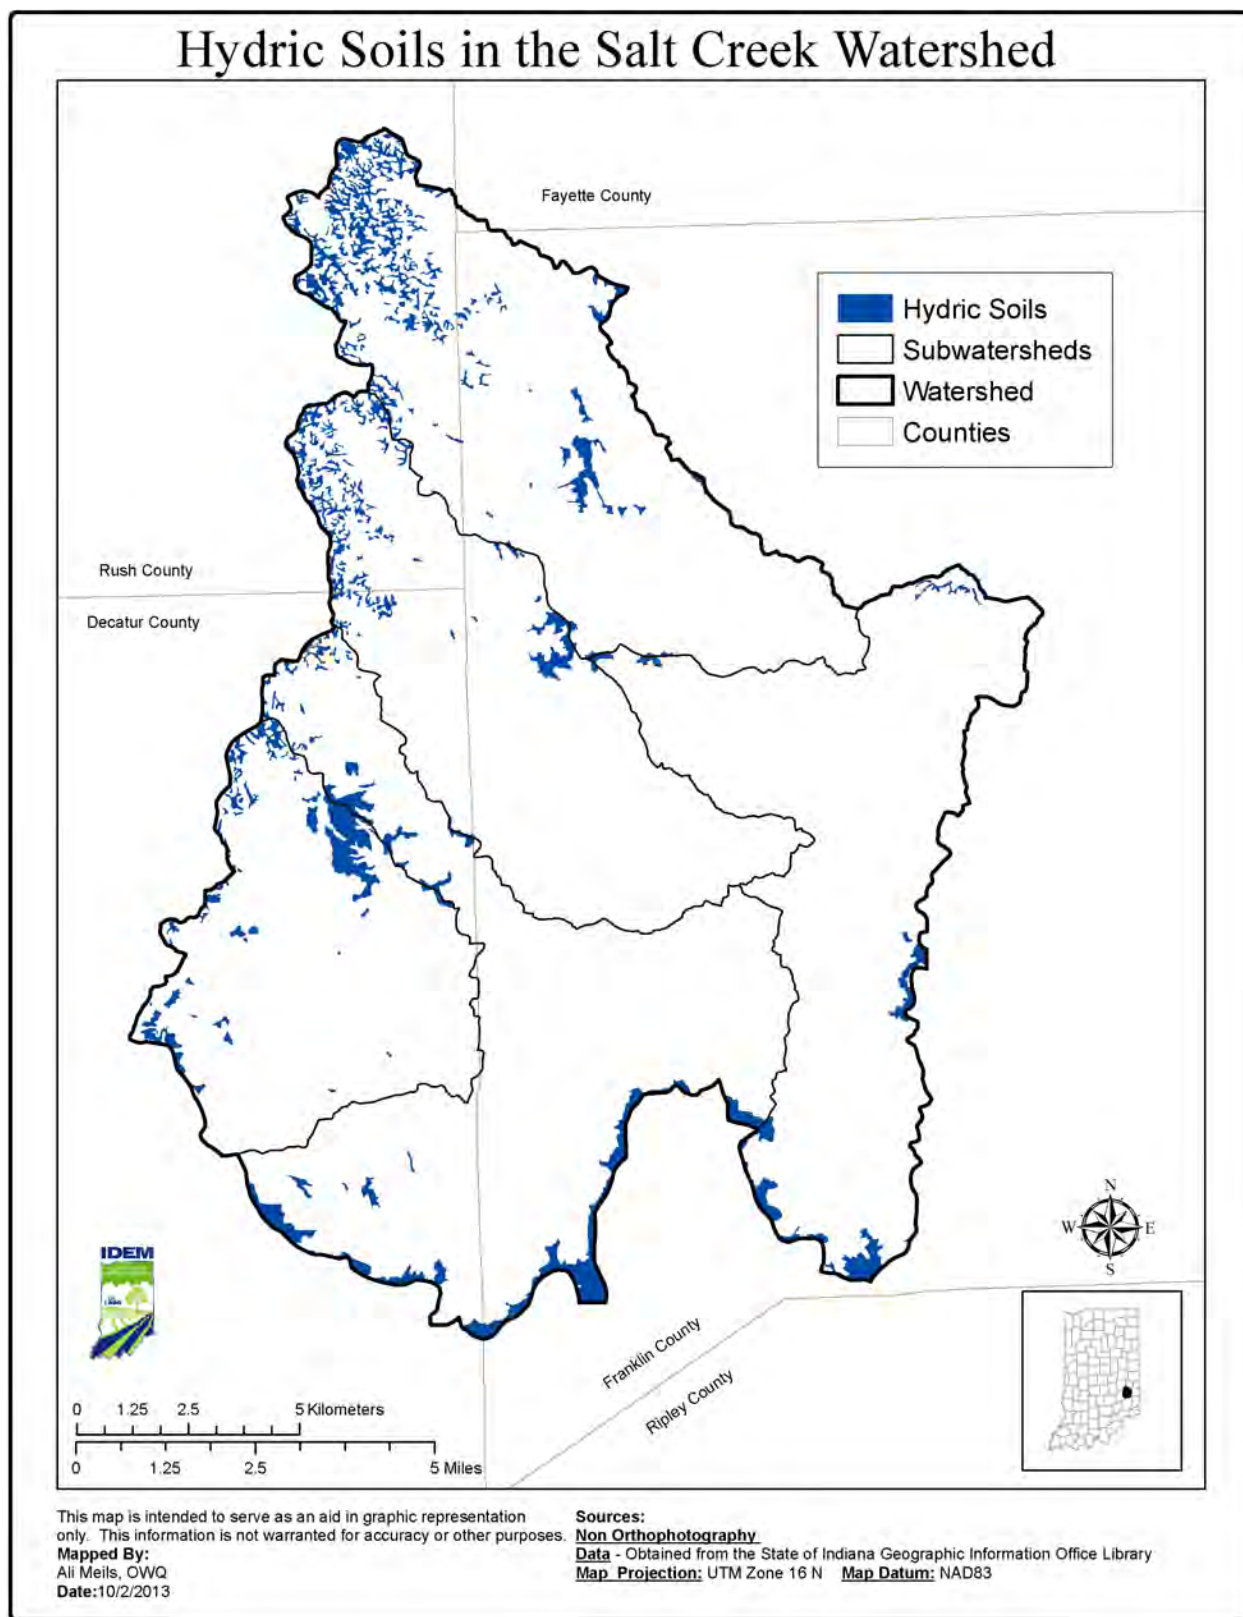 Hydric Soils in the Salt Creek Watershed
Fayette County
Hydric Soils
Subwatersheds
Watershed
Counties
Rush County
Decatur County
N
W E
S
IDEM
Franklin County
Ripley County
0 1.25 2.5 5 Kilometers
0 1.25 2.5 5 Miles
This map is intended to serve as an aid in graphic representation
only. This information is not warranted for accuracy or other purposes.
Mapped By:
Ali Meils, OWQ
Date:10/2/2013
Sources:
Non Orthophotography
Data - Obtained from the State of Indiana Geographic Information Office Library
Map Projection: UTM Zone 16 N Map Datum: NAD83